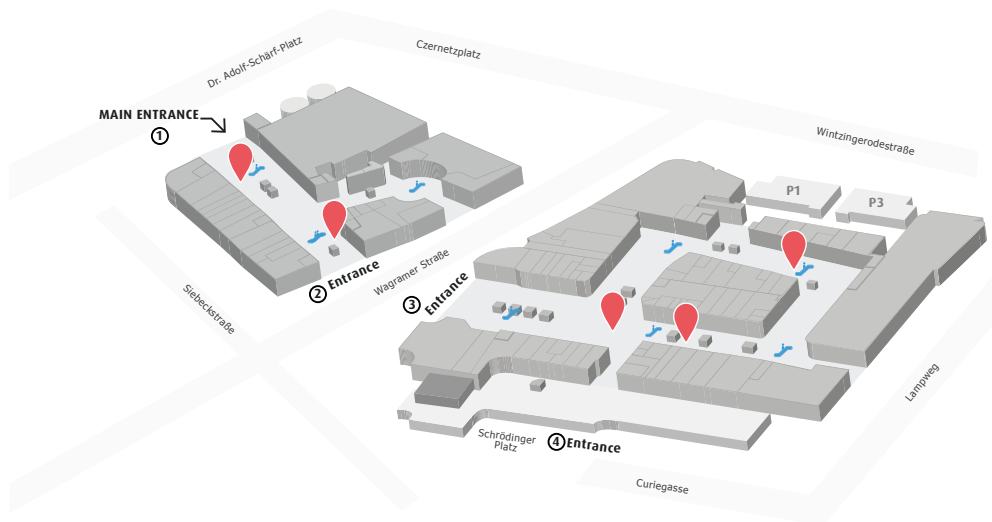 Dr. Adolf-Schärf-Platz
Czernetzplatz
MAIN ENTRANCE
1
Wintzingerodestraße
P1
P3
2 Entrance
Wagramer Straße
3 Entrance
Siebeckstraße
Lampweg
Schrödinger
Platz
4 Entrance
Curiegasse